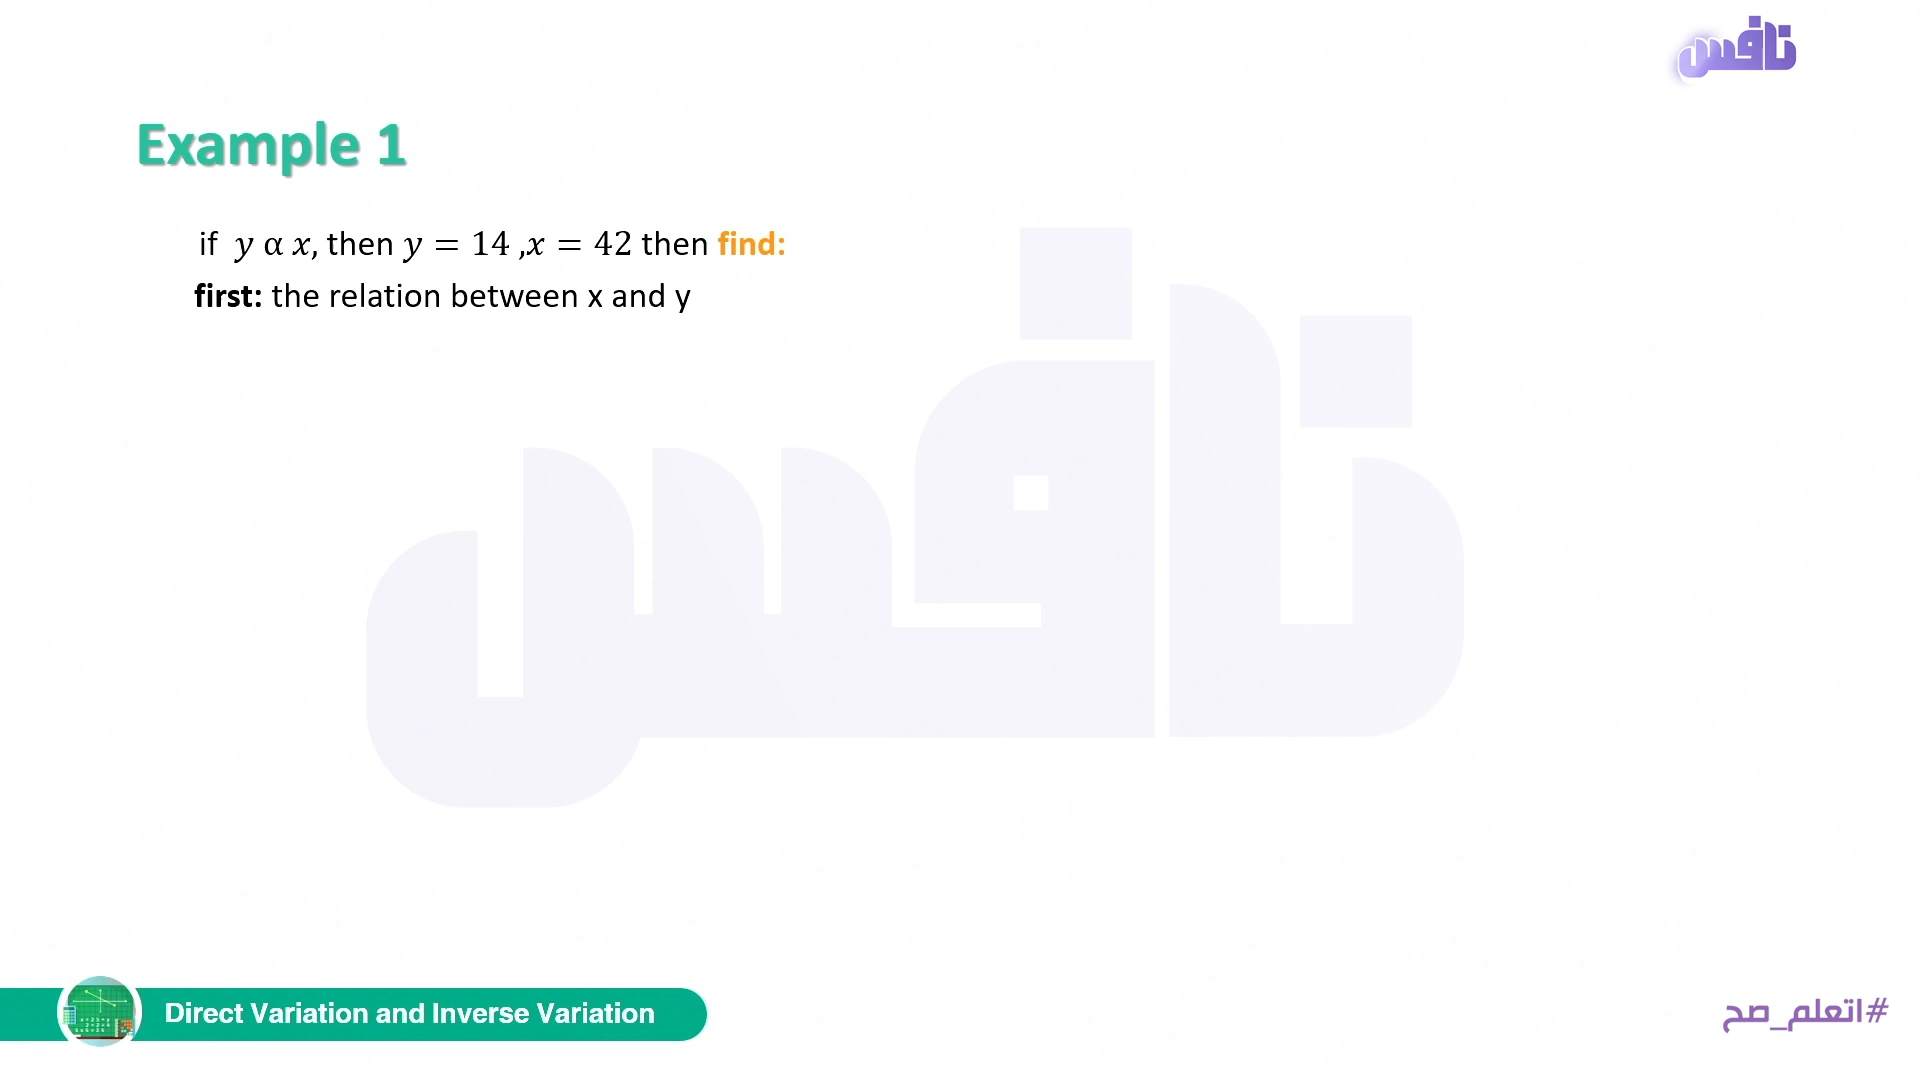 نافس
Example 1
if y α x, then y = 14 ,x = 42 then find:
first: the relation between x and y
نافس
Direct Variation and Inverse Variation
#اتعلم_صح